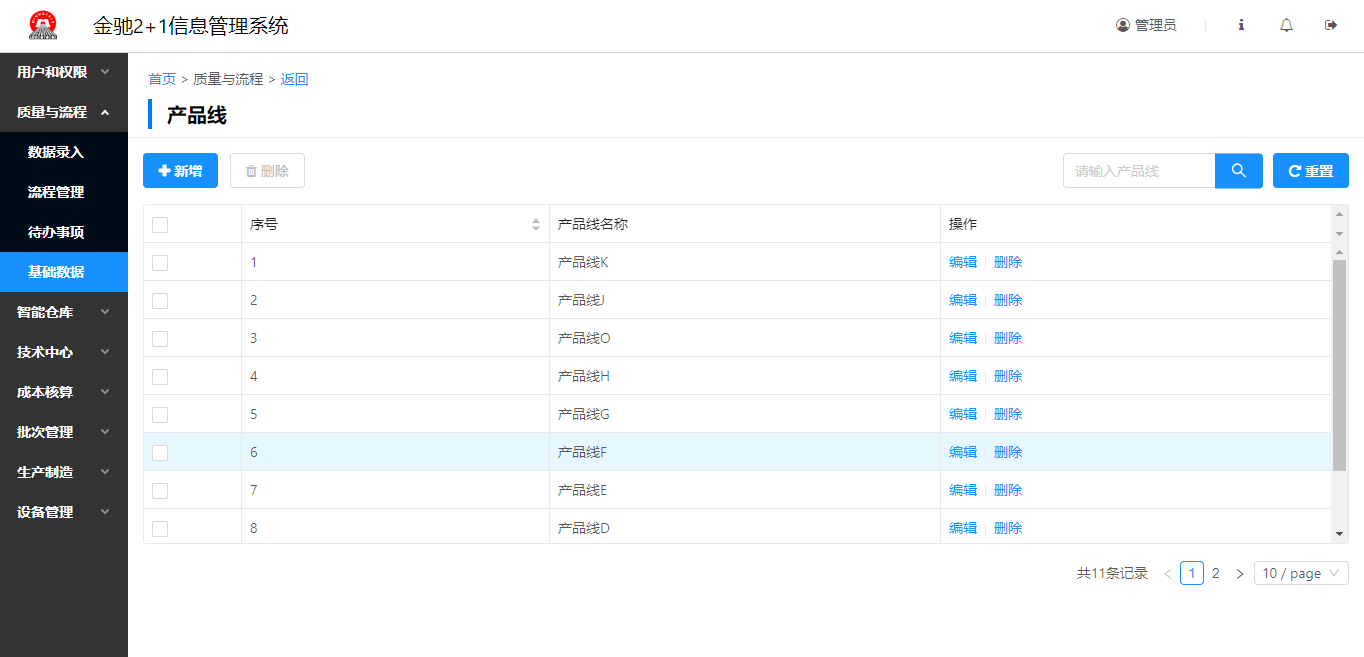 金驰2+1信息管理系统
管理员
用户和权限
质量与流程
数据录入
流程管理
待办事项
基础数据
智能仓库
技术中心
成本核算
批次管理
生产制造
设备管理
首页 > 质量与流程 > 返回
产品线
新增 删除 请输入产品线 重置
序号 产品线名称 操作
1 产品线K 编辑 删除
2 产品线J 编辑 删除
3 产品线O 编辑 删除
4 产品线H 编辑 删除
5 产品线G 编辑 删除
6 产品线F 编辑 删除
7 产品线E 编辑 删除
8 产品线D 编辑 删除
共11条记录 < 1 2 > 10 / page